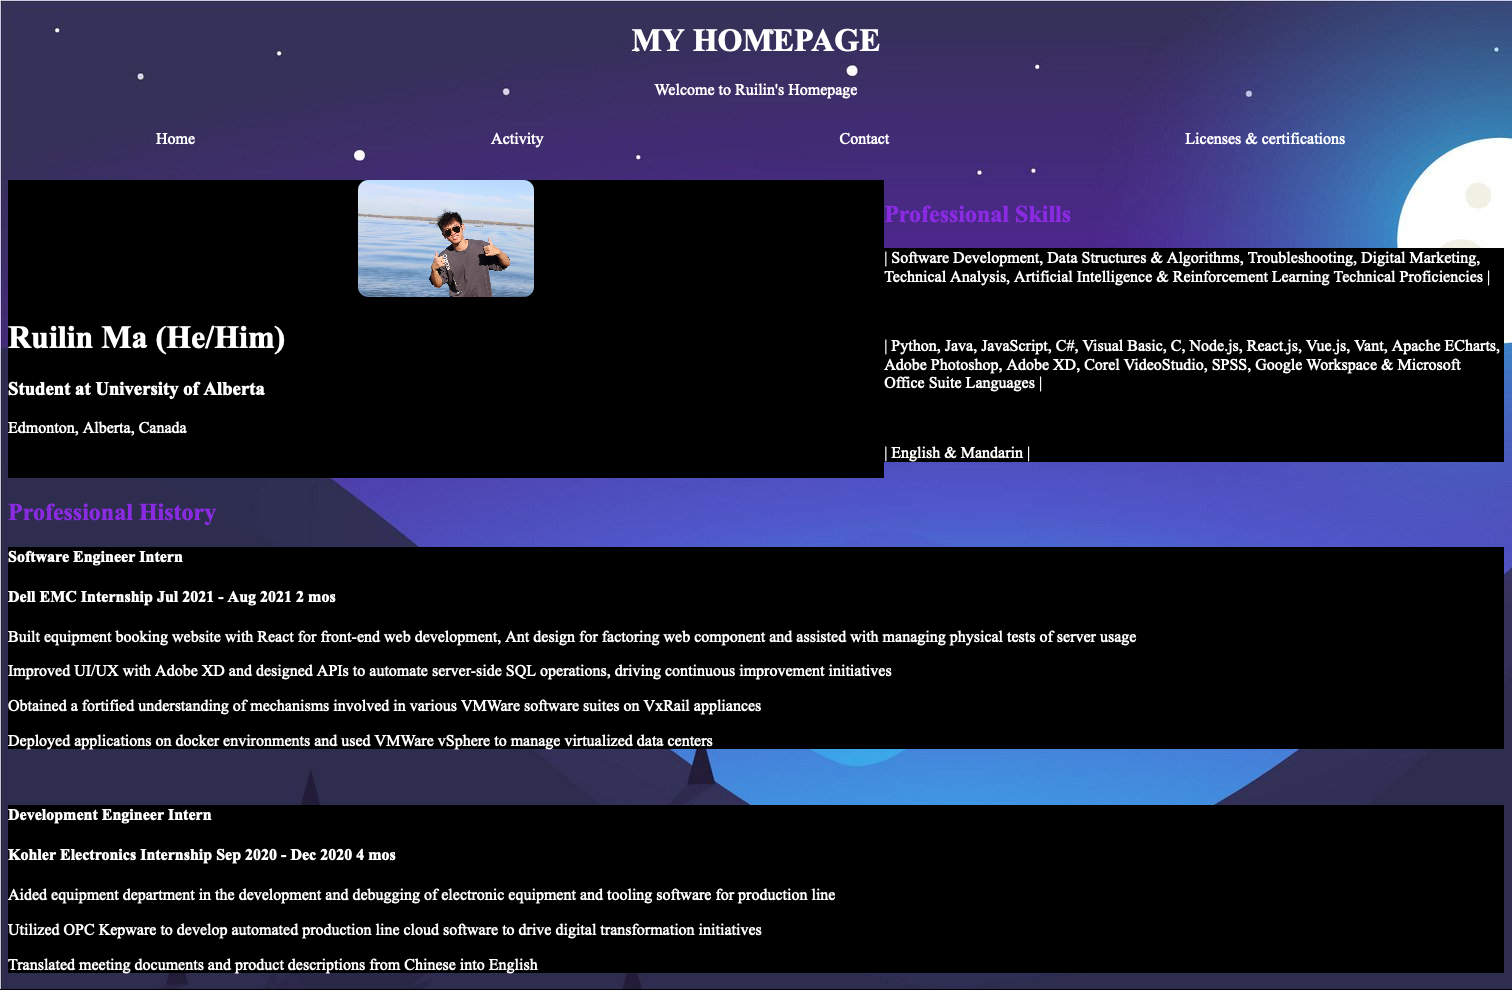 MY HOMEPAGE
Welcome to Ruilin's Homepage
Home
Activity
Contact
Licenses & certifications
Ruilin Ma (He/Him)
Student at University of Alberta
Edmonton, Alberta, Canada
Professional Skills
| Software Development, Data Structures & Algorithms, Troubleshooting, Digital Marketing,
Technical Analysis, Artificial Intelligence & Reinforcement Learning Technical Proficiencies |
| Python, Java, JavaScript, C#, Visual Basic, C, Node.js, React.js, Vue.js, Vant, Apache ECharts,
Adobe Photoshop, Adobe XD, Corel VideoStudio, SPSS, Google Workspace & Microsoft
Office Suite Languages |
| English & Mandarin |
Professional History
Software Engineer Intern
Dell EMC Internship Jul 2021 - Aug 2021 2 mos
Built equipment booking website with React for front-end web development, Ant design for factoring web component and assisted with managing physical tests of server usage
Improved UI/UX with Adobe XD and designed APIs to automate server-side SQL operations, driving continuous improvement initiatives
Obtained a fortified understanding of mechanisms involved in various VMWare software suites on VxRail appliances
Deployed applications on docker environments and used VMWare vSphere to manage virtualized data centers
Development Engineer Intern
Kohler Electronics Internship Sep 2020 - Dec 2020 4 mos
Aided equipment department in the development and debugging of electronic equipment and tooling software for production line
Utilized OPC Kepware to develop automated production line cloud software to drive digital transformation initiatives
Translated meeting documents and product descriptions from Chinese into English